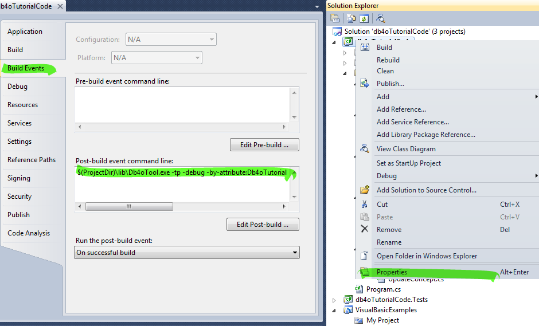 db4oTutorialCode
Application
Build
Build Events
Debug
Resources
Services
Settings
Reference Paths
Signing
Security
Publish
Code Analysis
Configuration: N/A
Platform: N/A
Pre-build event command line:
Edit Pre-build ...
Post-build event command line:
$(ProjectDir)\lib\Db4oTool.exe -tp -debug -by-attribute:Db4oTutorial
Edit Post-build ...
Run the post-build event:
On successful build
Solution Explorer
Solution 'db4oTutorialCode' (3 projects)
Build
Rebuild
Clean
Publish...
Add
Add Reference...
Add Service Reference...
Add Library Package Reference...
View Class Diagram
Set as StartUp Project
Debug
Add Solution to Source Control...
Cut Ctrl+X
Paste Ctrl+V
Remove Del
Rename
Open Folder in Windows Explorer
Properties Alt+Enter
Program.cs
db4oTutorialCode.Tests
VisualBasicExamples
My Project